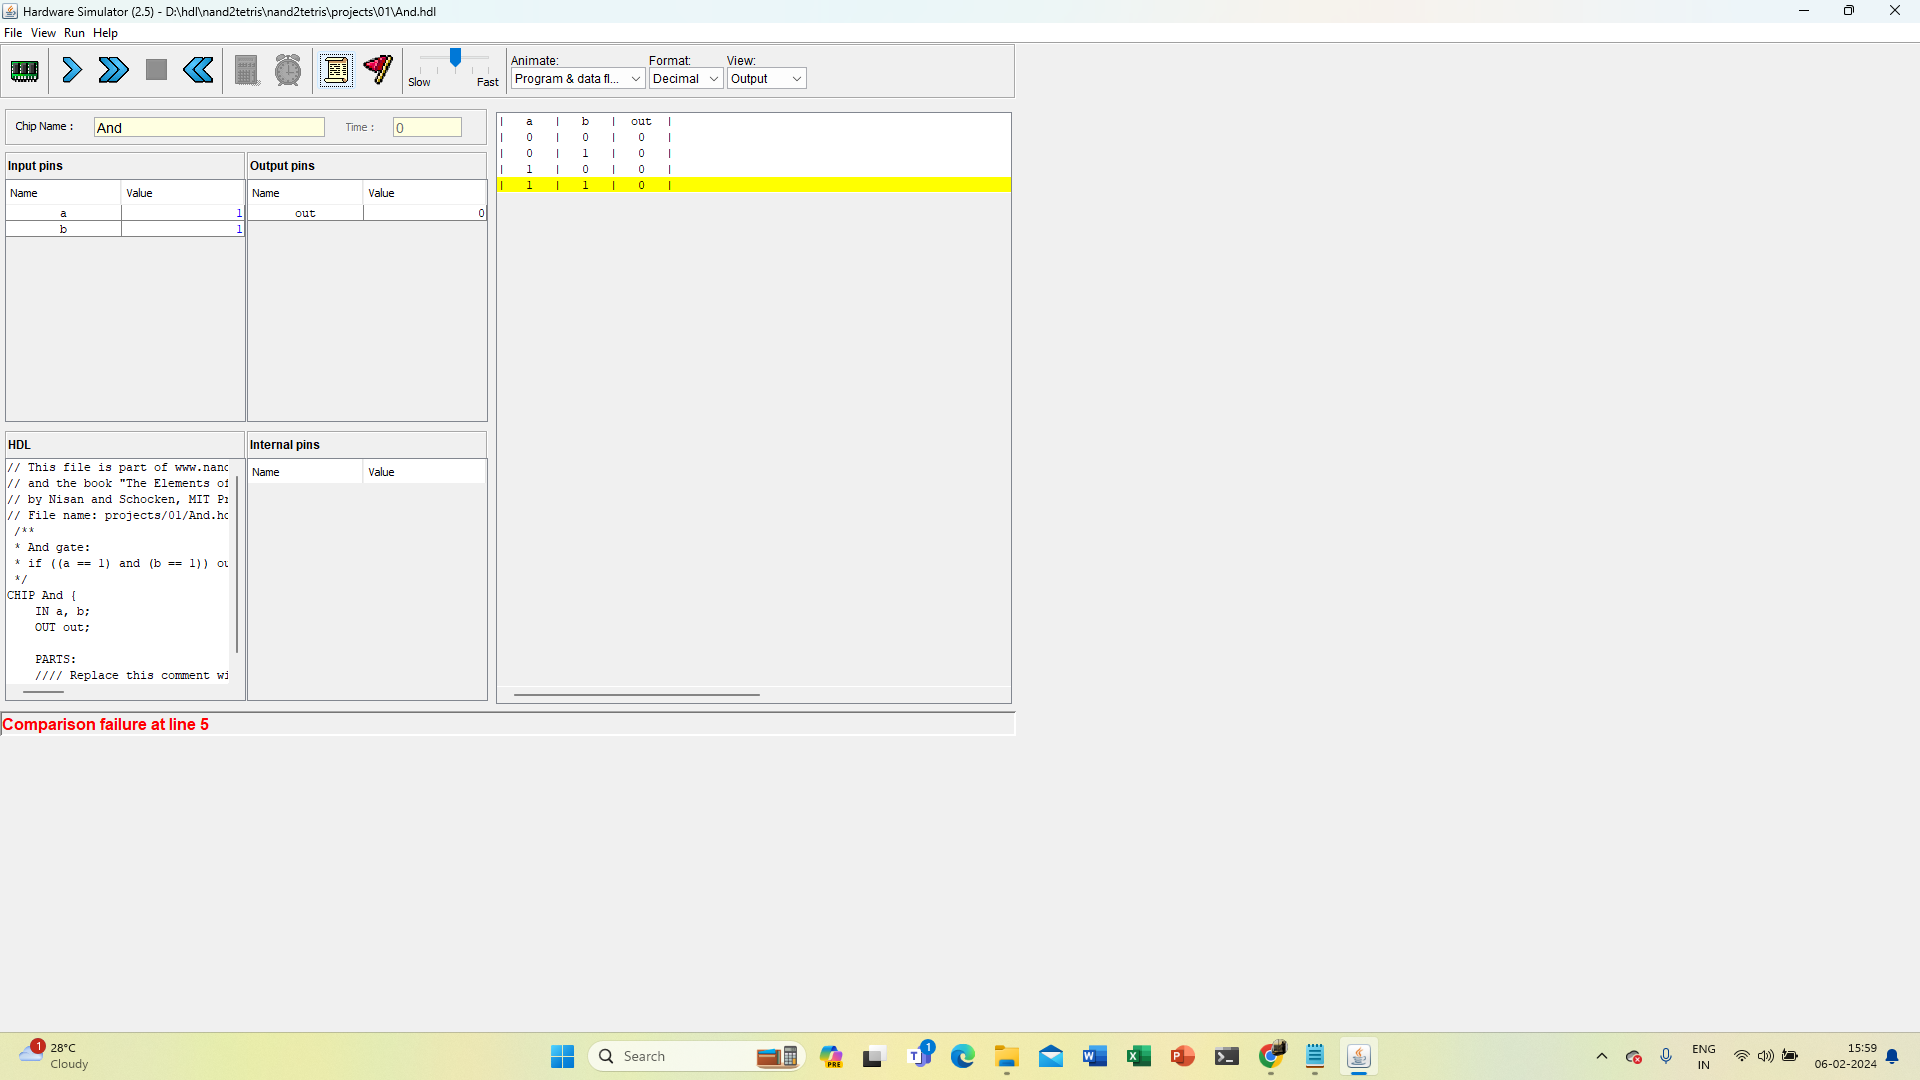 Hardware Simulator (2.5) - D:\hdl\nand2tetris\nand2tetris\projects\01\And.hdl
File View Run Help
Slow Fast
Animate: Format: View:
Program & data fl... Decimal Output
Chip Name : And Time : 0
Input pins
Name Value
a 1
b 1
Output pins
Name Value
out 0
| a | b | out |
| 0 | 0 | 0 |
| 0 | 1 | 0 |
| 1 | 0 | 0 |
| 1 | 1 | 0 |
HDL
// This file is part of www.nand
// and the book "The Elements of
// by Nisan and Schocken, MIT Pr
// File name: projects/01/And.hd
/**
* And gate:
* if ((a == 1) and (b == 1)) ou
*/
CHIP And {
IN a, b;
OUT out;
PARTS:
//// Replace this comment wi
Internal pins
Name Value
Comparison failure at line 5
1
28°C
Cloudy
Search
PRE
1
ENG
IN
15:59
06-02-2024